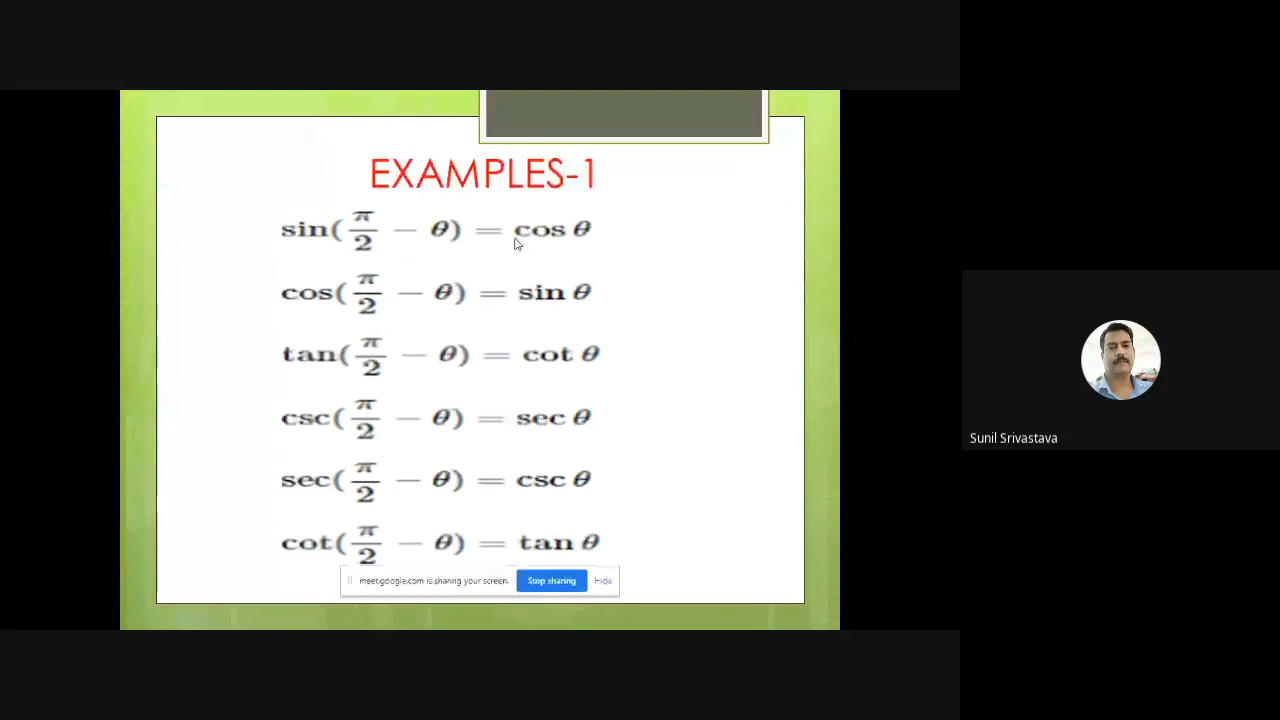 EXAMPLES-1
sin(π/2 − θ) = cos θ
cos(π/2 − θ) = sin θ
tan(π/2 − θ) = cot θ
csc(π/2 − θ) = sec θ
sec(π/2 − θ) = csc θ
cot(π/2 − θ) = tan θ
meet.google.com is sharing your screen. Stop sharing Hide
Sunil Srivastava